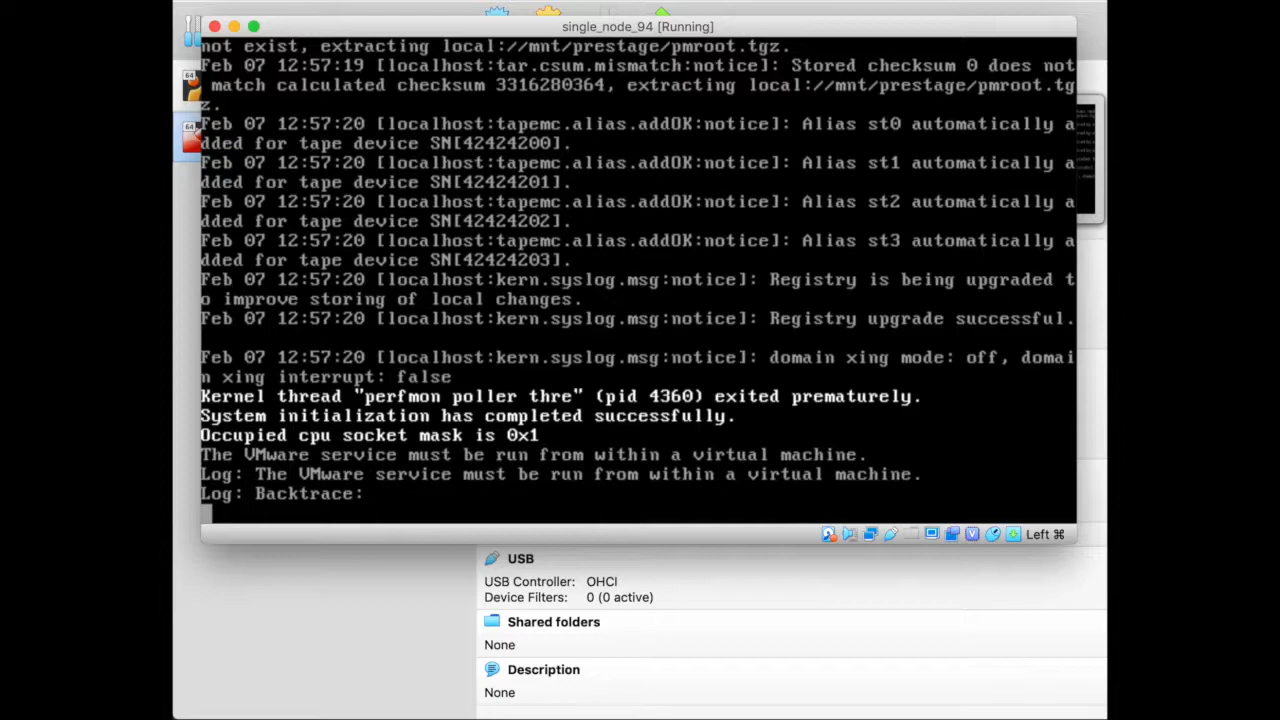 single_node_94 [Running]
not exist, extracting local://mnt/prestage/pmroot.tgz.
Feb 07 12:57:19 [localhost:tar.csum.mismatch:notice]: Stored checksum 0 does not
 match calculated checksum 3316280364, extracting local://mnt/prestage/pmroot.tg
z.
Feb 07 12:57:20 [localhost:tapemc.alias.addOK:notice]: Alias st0 automatically a
dded for tape device SN[42424200].
Feb 07 12:57:20 [localhost:tapemc.alias.addOK:notice]: Alias st1 automatically a
dded for tape device SN[42424201].
Feb 07 12:57:20 [localhost:tapemc.alias.addOK:notice]: Alias st2 automatically a
dded for tape device SN[42424202].
Feb 07 12:57:20 [localhost:tapemc.alias.addOK:notice]: Alias st3 automatically a
dded for tape device SN[42424203].
Feb 07 12:57:20 [localhost:kern.syslog.msg:notice]: Registry is being upgraded t
o improve storing of local changes.
Feb 07 12:57:20 [localhost:kern.syslog.msg:notice]: Registry upgrade successful.
Feb 07 12:57:20 [localhost:kern.syslog.msg:notice]: domain xing mode: off, domai
n xing interrupt: false
Kernel thread "perfmon poller thre" (pid 4360) exited prematurely.
System initialization has completed successfully.
Occupied cpu socket mask is 0x1
The VMware service must be run from within a virtual machine.
Log: The VMware service must be run from within a virtual machine.
Log: Backtrace:
64
64
Left ⌘
USB
USB Controller: OHCI
Device Filters: 0 (0 active)
Shared folders
None
Description
None